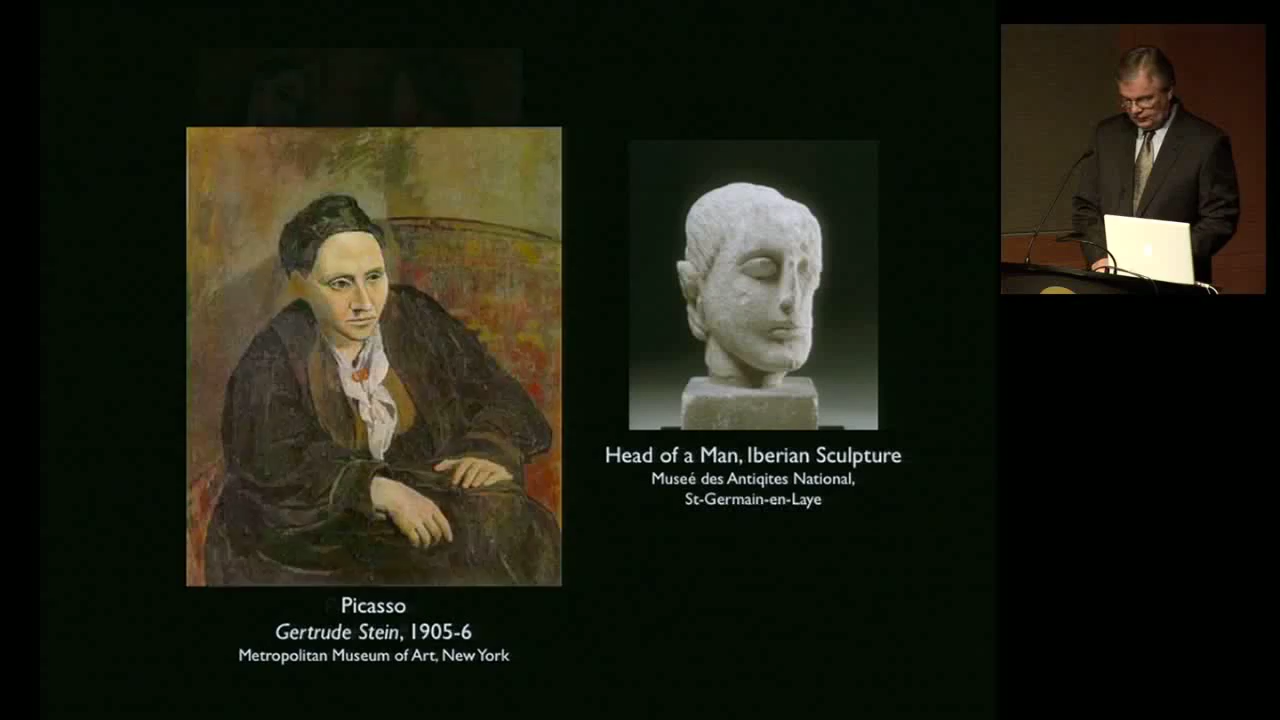 Picasso
Gertrude Stein, 1905-6
Metropolitan Museum of Art, New York
Head of a Man, Iberian Sculpture
Museé des Antiqites National,
St-Germain-en-Laye